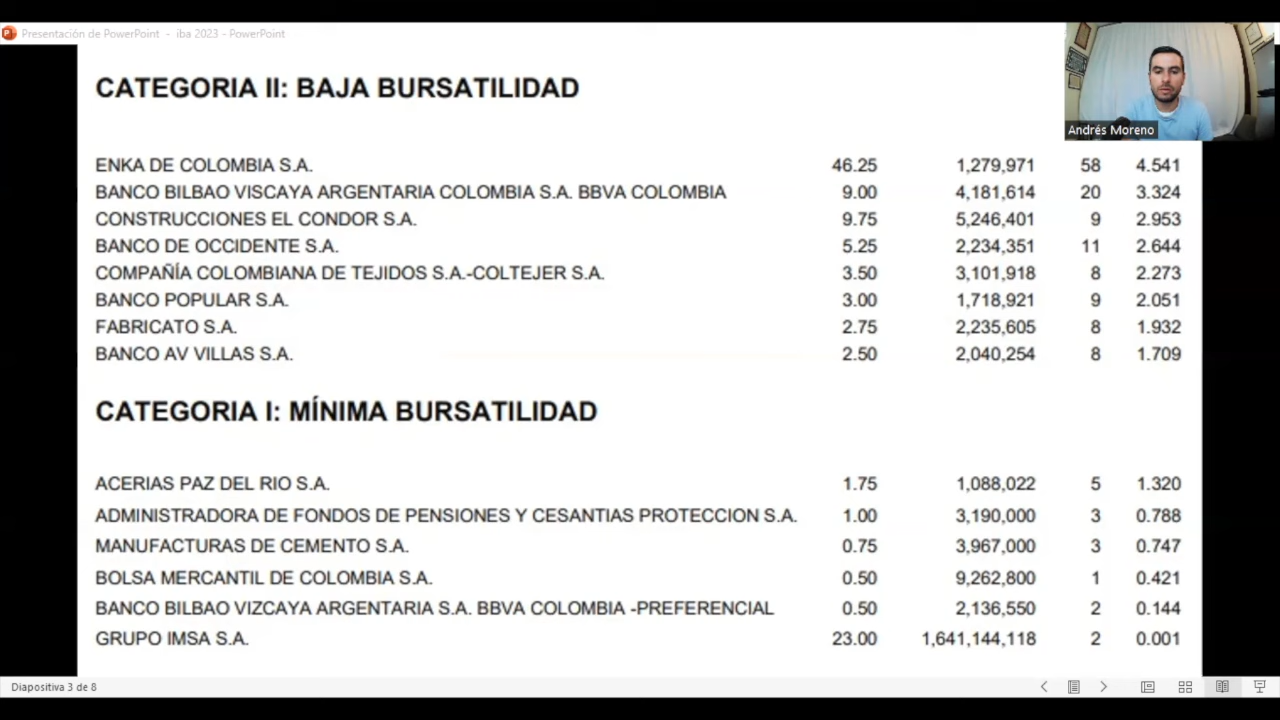 Presentación de PowerPoint - iba 2023 - PowerPoint
CATEGORIA II: BAJA BURSATILIDAD
Andrés Moreno
ENKA DE COLOMBIA S.A. 46.25 1,279,971 58 4.541
BANCO BILBAO VISCAYA ARGENTARIA COLOMBIA S.A. BBVA COLOMBIA 9.00 4,181,614 20 3.324
CONSTRUCCIONES EL CONDOR S.A. 9.75 5,246,401 9 2.953
BANCO DE OCCIDENTE S.A. 5.25 2,234,351 11 2.644
COMPAÑÍA COLOMBIANA DE TEJIDOS S.A.-COLTEJER S.A. 3.50 3,101,918 8 2.273
BANCO POPULAR S.A. 3.00 1,718,921 9 2.051
FABRICATO S.A. 2.75 2,235,605 8 1.932
BANCO AV VILLAS S.A. 2.50 2,040,254 8 1.709
CATEGORIA I: MÍNIMA BURSATILIDAD
ACERIAS PAZ DEL RIO S.A. 1.75 1,088,022 5 1.320
ADMINISTRADORA DE FONDOS DE PENSIONES Y CESANTIAS PROTECCION S.A. 1.00 3,190,000 3 0.788
MANUFACTURAS DE CEMENTO S.A. 0.75 3,967,000 3 0.747
BOLSA MERCANTIL DE COLOMBIA S.A. 0.50 9,262,800 1 0.421
BANCO BILBAO VIZCAYA ARGENTARIA S.A. BBVA COLOMBIA -PREFERENCIAL 0.50 2,136,550 2 0.144
GRUPO IMSA S.A. 23.00 1,641,144,118 2 0.001
Diapositiva 3 de 8